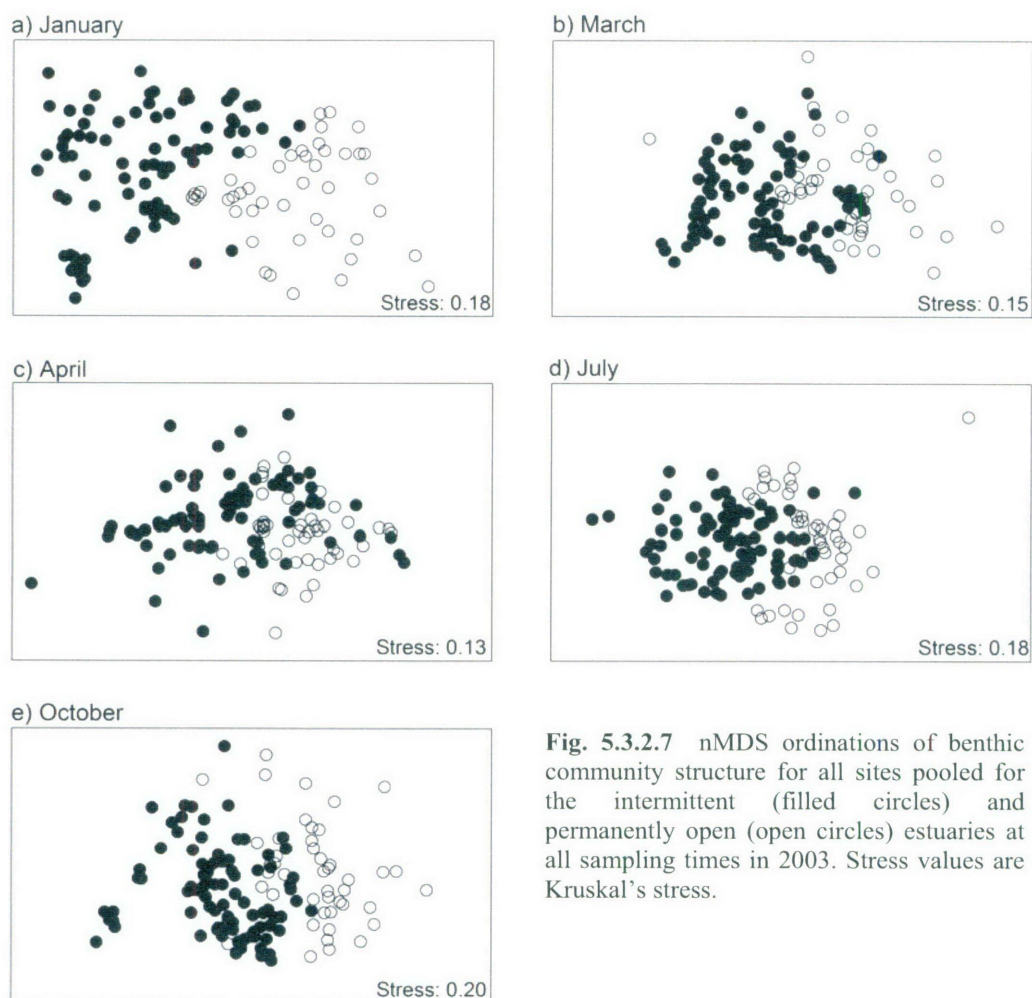 a) January
Stress: 0.18
b) March
Stress: 0.15
c) April
Stress: 0.13
d) July
Stress: 0.18
e) October
Stress: 0.20
Fig. 5.3.2.7 nMDS ordinations of benthic
community structure for all sites pooled for
the intermittent (filled circles) and
permanently open (open circles) estuaries at
all sampling times in 2003. Stress values are
Kruskal's stress.